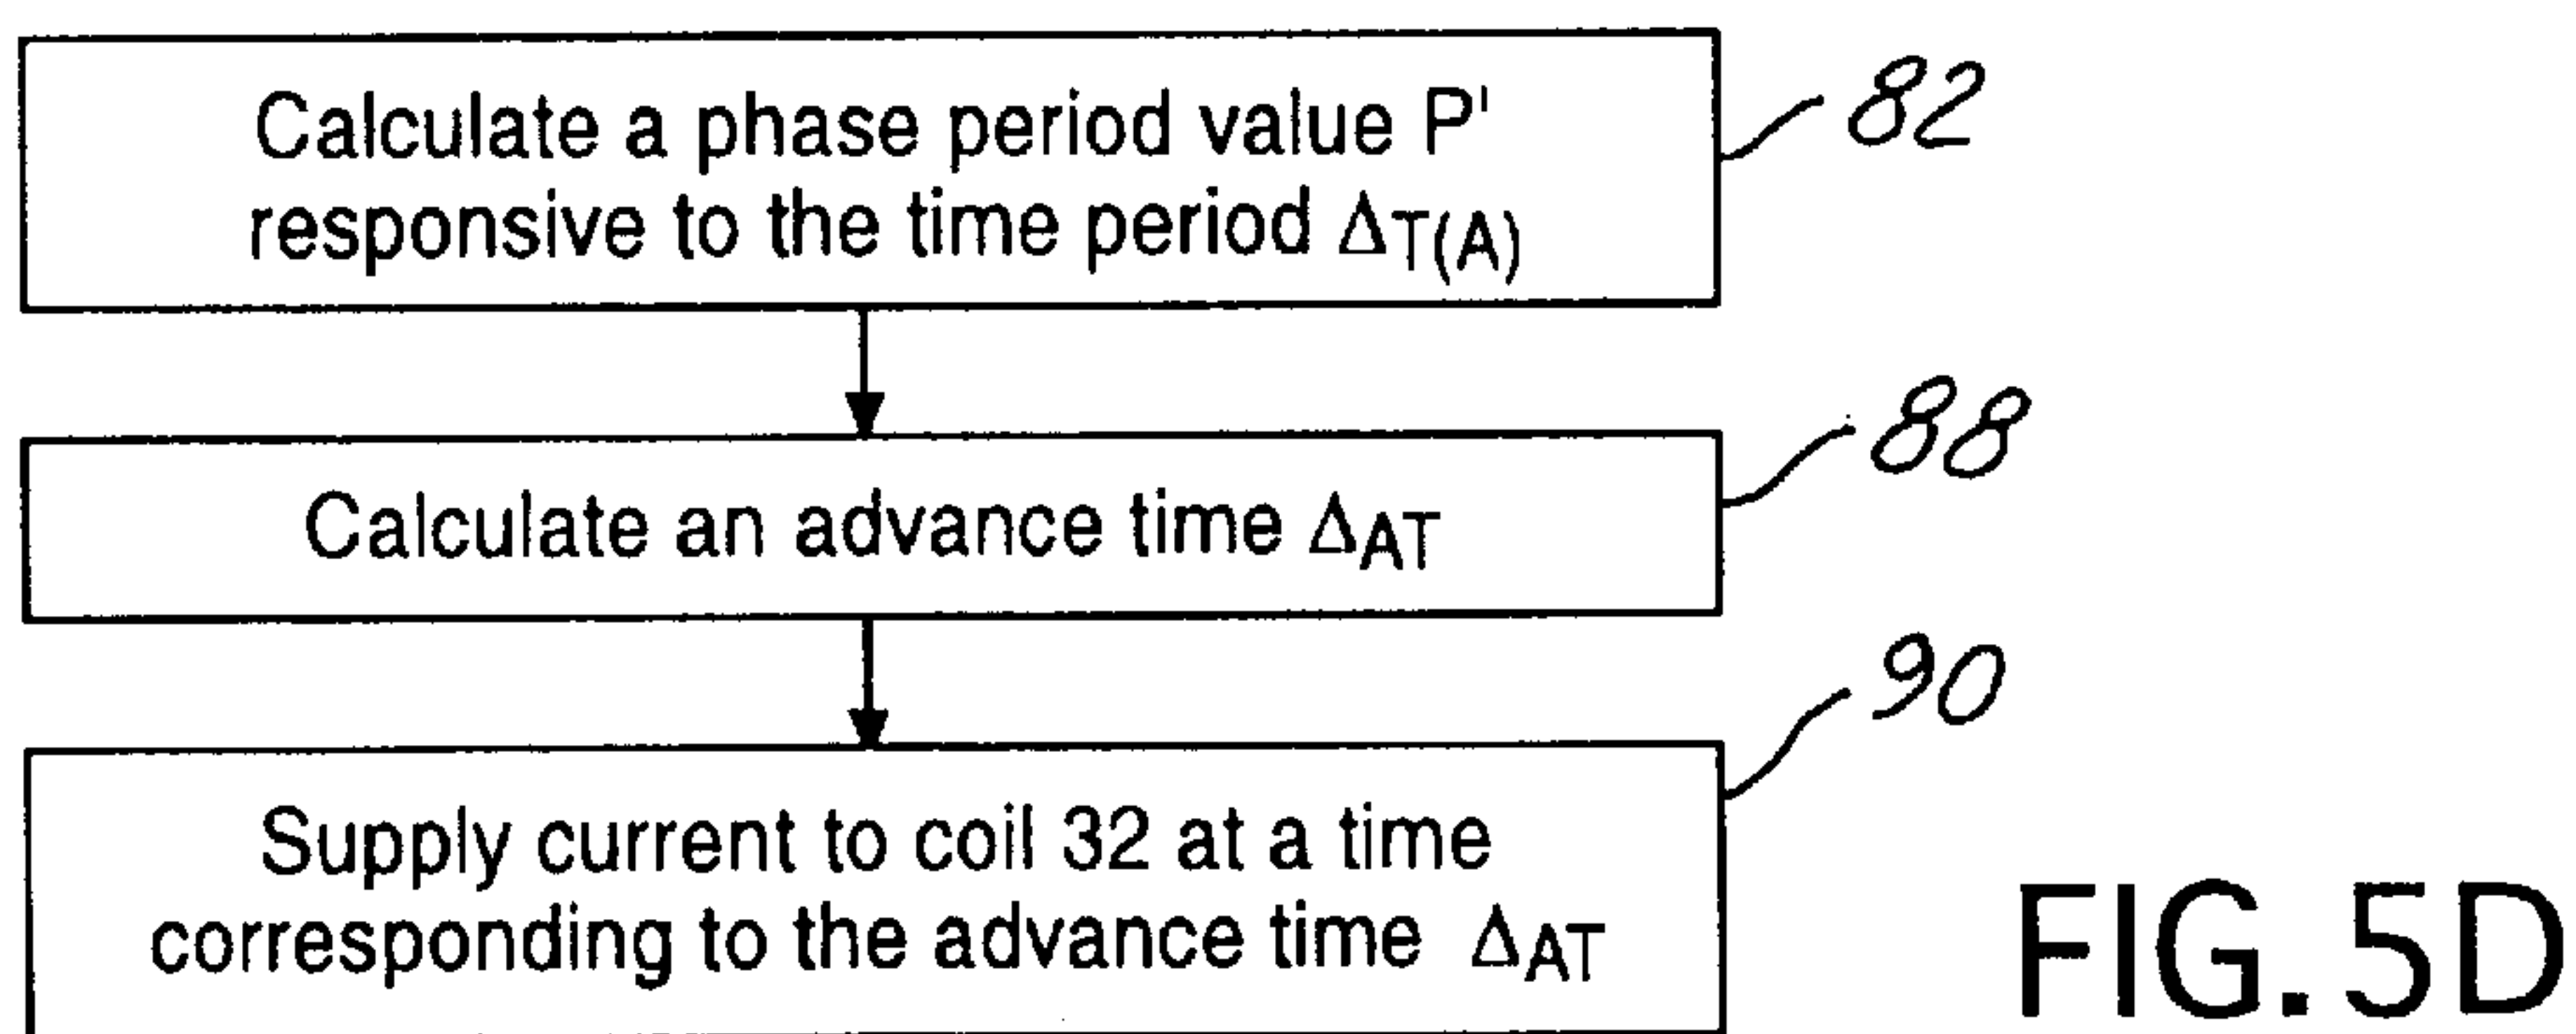 Calculate a phase period value P'
responsive to the time period ΔT(A)
82
Calculate an advance time ΔAT
88
Supply current to coil 32 at a time
corresponding to the advance time ΔAT
90
FIG. 5D